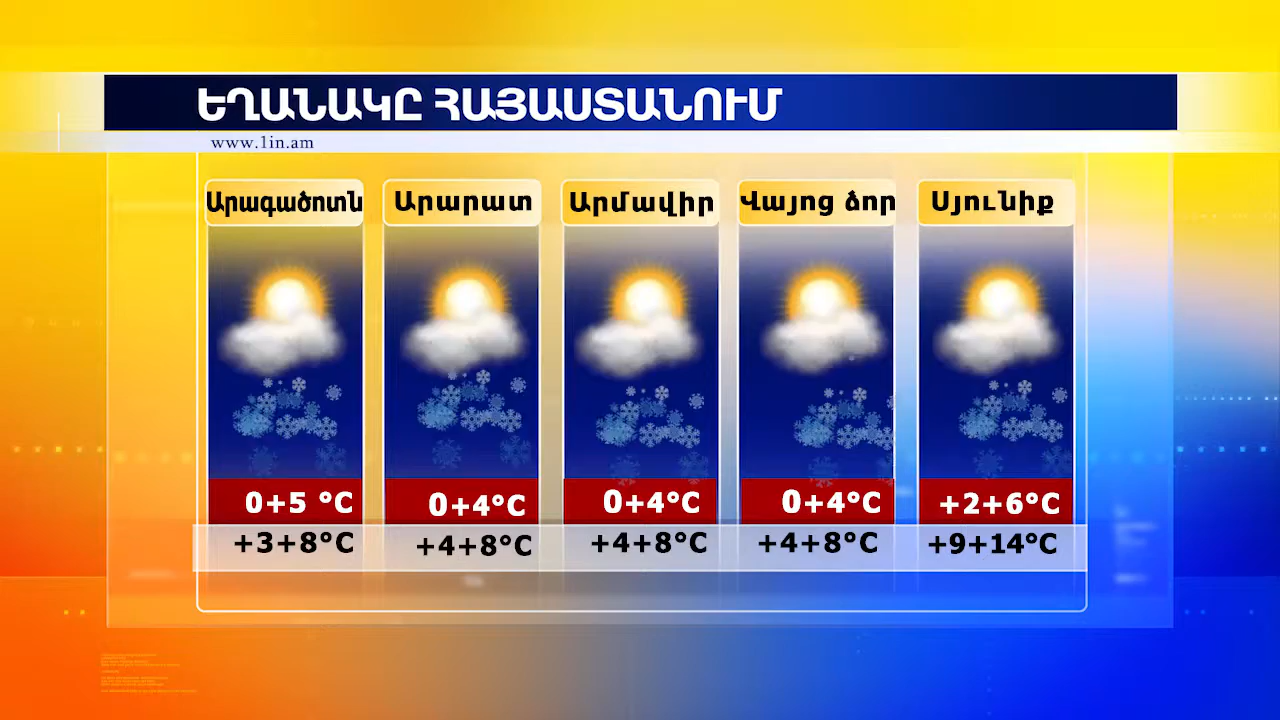 ԵՂԱՆԱԿԸ ՀԱՅԱՍՏԱՆՈՒՄ
www.1in.am
Արագածոտն Արարատ Արմավիր Վայոց ձոր Սյունիք
0+5 °C 0+4°C 0+4°C 0+4°C +2+6°C
+3+8°C +4+8°C +4+8°C +4+8°C +9+14°C